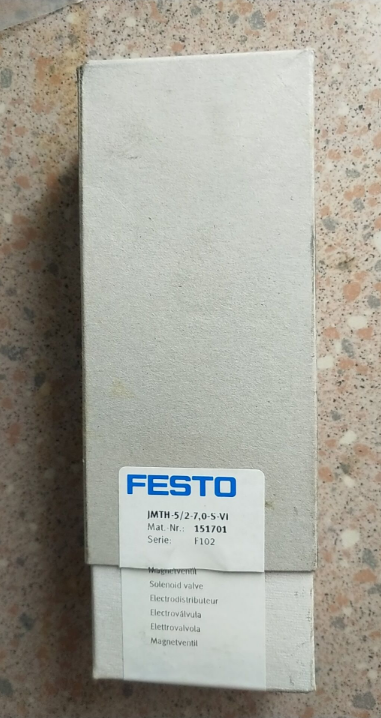 FESTO
JMTH-5/2-7,0-S-VI
Mat. Nr.: 151701
Serie: F102
Magnetventil
Solenoid valve
Electrodistributeur
Electroválvula
Elettrovalvola
Magnetventil